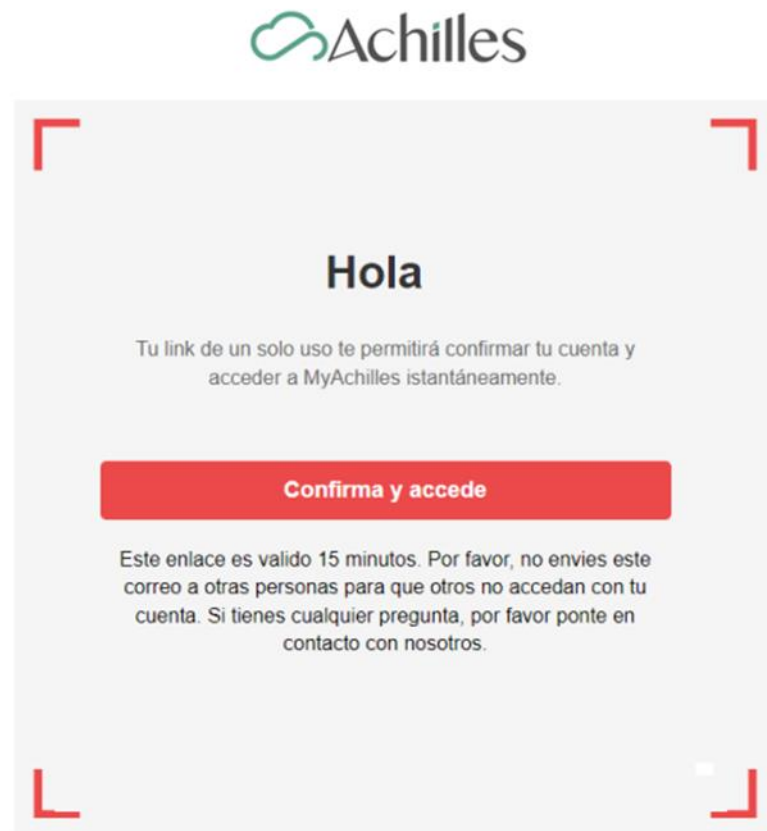 Achilles
Hola
Tu link de un solo uso te permitirá confirmar tu cuenta y
acceder a MyAchilles istantáneamente.
Confirma y accede
Este enlace es valido 15 minutos. Por favor, no envies este
correo a otras personas para que otros no accedan con tu
cuenta. Si tienes cualquier pregunta, por favor ponte en
contacto con nosotros.